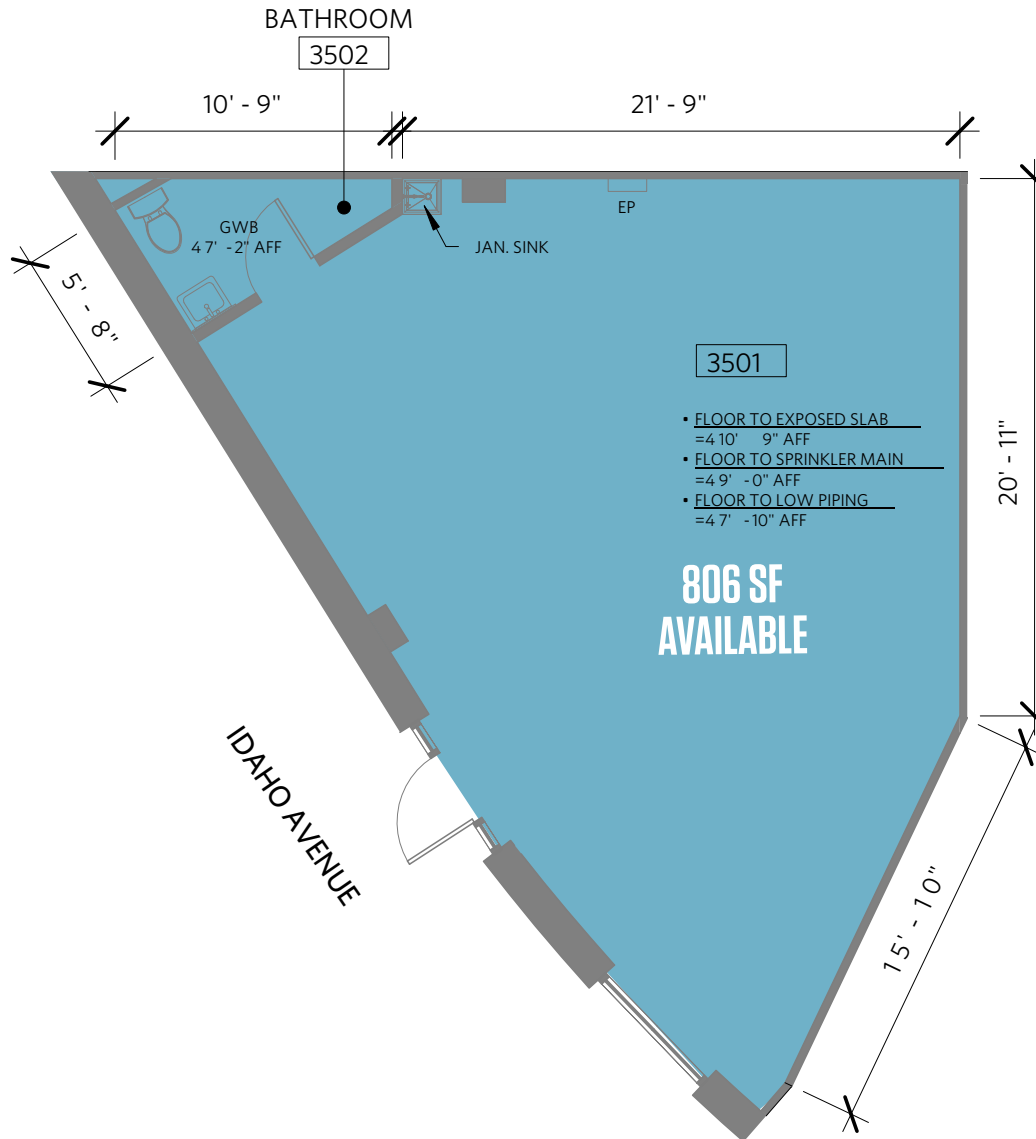 BATHROOM
3502
10' - 9"
21' - 9"
EP
GWB
4 7' - 2" AFF
JAN. SINK
5' - 8"
3501
• FLOOR TO EXPOSED SLAB
=4 10' 9" AFF
• FLOOR TO SPRINKLER MAIN
=4 9' - 0" AFF
• FLOOR TO LOW PIPING
=4 7' - 10" AFF
20' - 11"
806 SF
AVAILABLE
IDAHO AVENUE
15' - 10"